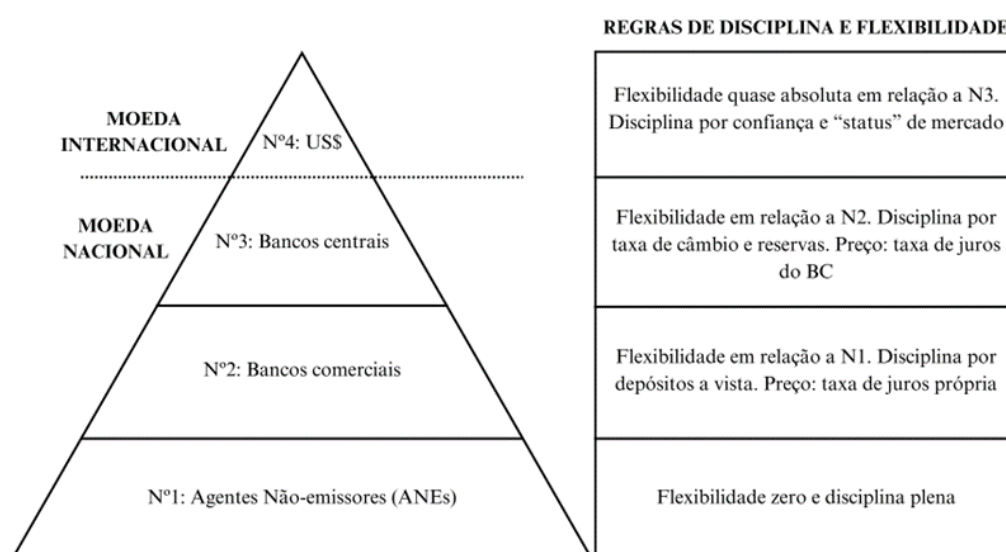 REGRAS DE DISCIPLINA E FLEXIBILIDADE
MOEDA
INTERNACIONAL
Nº4: US$
Flexibilidade quase absoluta em relação a N3.
Disciplina por confiança e “status” de mercado
MOEDA
NACIONAL
Nº3: Bancos centrais
Flexibilidade em relação a N2. Disciplina por
taxa de câmbio e reservas. Preço: taxa de juros
do BC
Nº2: Bancos comerciais
Flexibilidade em relação a N1. Disciplina por
depósitos a vista. Preço: taxa de juros própria
Nº1: Agentes Não-emissores (ANEs)
Flexibilidade zero e disciplina plena